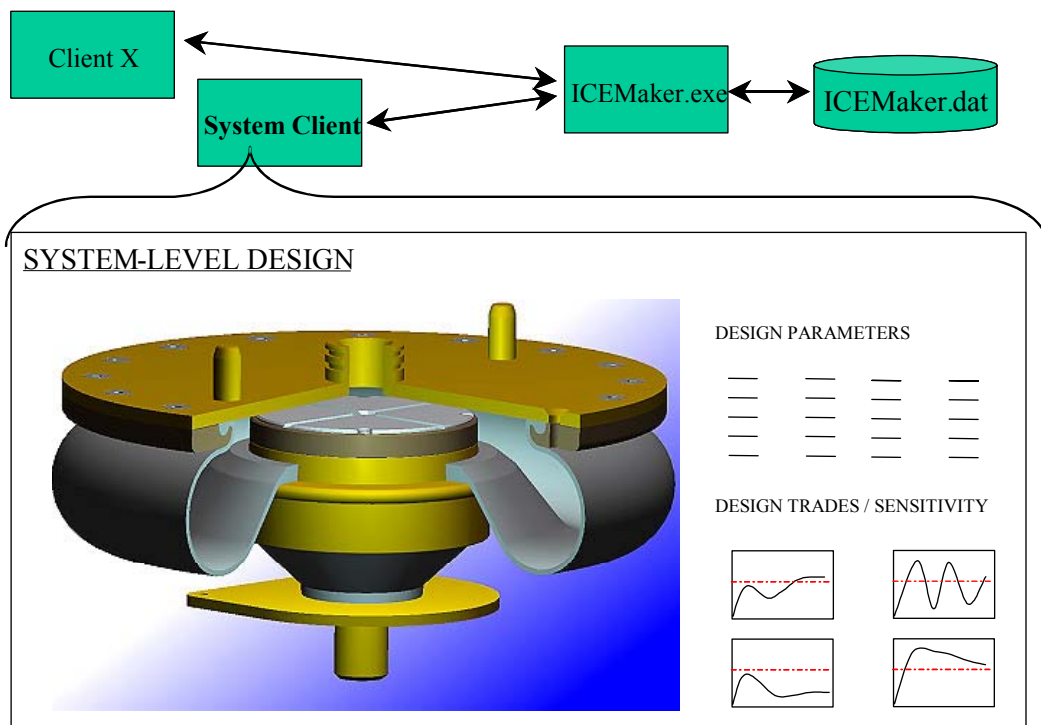 Client X
System Client
ICEMaker.exe
ICEMaker.dat
SYSTEM-LEVEL DESIGN
DESIGN PARAMETERS
DESIGN TRADES / SENSITIVITY